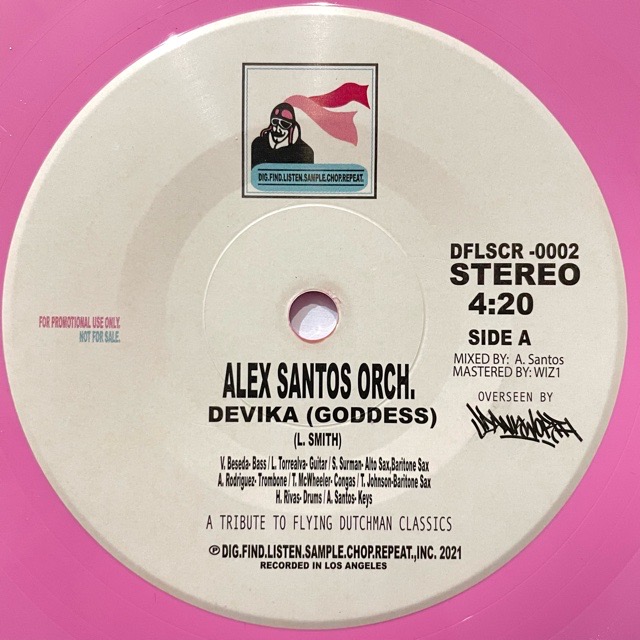 DIG.FIND.LISTEN.SAMPLE.CHOP.REPEAT.
DFLSCR -0002
STEREO
4:20
SIDE A
MIXED BY: A. Santos
MASTERED BY: WIZ1
OVERSEEN BY
FOR PROMOTIONAL USE ONLY.
NOT FOR SALE.
ALEX SANTOS ORCH.
DEVIKA (GODDESS)
(L. SMITH)
V. Beseda- Bass / L. Torrealva- Guitar / S. Surman- Alto Sax,Baritone Sax
A. Rodriguez- Trombone / T. McWheeler- Congas / T. Johnson-Baritone Sax
H. Rivas- Drums / A. Santos- Keys
A TRIBUTE TO FLYING DUTCHMAN CLASSICS
℗ DIG.FIND.LISTEN.SAMPLE.CHOP.REPEAT.,INC. 2021
RECORDED IN LOS ANGELES